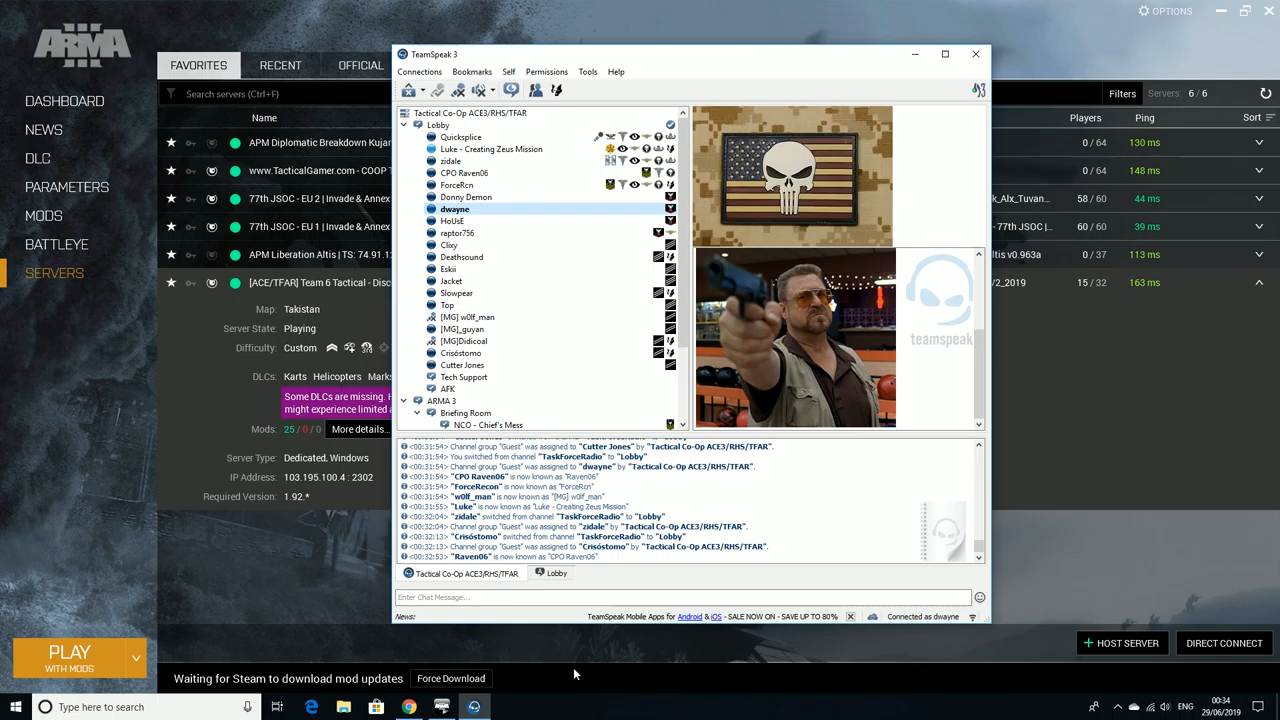 OPTIONS
ARMA III
FAVORITES
RECENT
OFFICIAL
Search servers (Ctrl+F)
Filters
Servers: 6 / 6
Name
Players
Ping
Sort
DASHBOARD
NEWS
DLC
PARAMETERS
MODS
BATTLEYE
SERVERS
APM Diplomatic Breakdown Kujar
0 / 64
130 ms
www.TacticalGamer.com - COOP T
0 / 64
148 ms
77th JSOC - EU 2 | Invade & Annex
k_Alx_Tuvan...
58 / 60
44 ms
77th JSOC - EU 1 | Invade & Annex
- 77th JSOC |...
60 / 60
39 ms
APM Liberation Altis | TS: 74.91.12
Altis v0.963a
0 / 37
113 ms
[ACE/TFAR] Team 6 Tactical - Disc
/2_2019
15 / 32
163 ms
Map:
Takistan
Server State:
Playing
Difficulty:
Custom
DLCs:
Karts Helicopters Marks
Some DLCs are missing.
might experience limited
Mods:
25 / 0 / 0
More details...
Server Type:
Dedicated, Windows
IP Address:
103.195.100.4 : 2302
Required Version:
1.92.*
TeamSpeak 3
Connections Bookmarks Self Permissions Tools Help
Tactical Co-Op ACE3/RHS/TFAR
Lobby
Quicksplice
Luke - Creating Zeus Mission
zidale
CPO Raven06
ForceRcn
Donny Demon
dwayne
HoUsE
raptor756
Clixy
Deathsound
Eskii
Jacket
Slowpear
Top
[MG] w0lf_man
[MG]_guyan
[MG]Didicoal
Crisóstomo
Cutter Jones
Tech Support
AFK
ARMA 3
Briefing Room
NCO - Chief's Mess
teamspeak
<00:31:54> Channel group "Guest" was assigned to "Cutter Jones" by "Tactical Co-Op ACE3/RHS/TFAR".
<00:31:54> You switched from channel "TaskForceRadio" to "Lobby"
<00:31:54> Channel group "Guest" was assigned to "dwayne" by "Tactical Co-Op ACE3/RHS/TFAR".
<00:31:54> "CPO Raven06" is now known as "Raven06"
<00:31:54> "ForceRecon" is now known as "ForceRcn"
<00:31:54> "w0lf_man" is now known as "[MG] w0lf_man"
<00:31:55> "Luke" is now known as "Luke - Creating Zeus Mission"
<00:32:04> "zidale" switched from channel "TaskForceRadio" to "Lobby"
<00:32:04> Channel group "Guest" was assigned to "zidale" by "Tactical Co-Op ACE3/RHS/TFAR".
<00:32:13> "Crisóstomo" switched from channel "TaskForceRadio" to "Lobby"
<00:32:13> Channel group "Guest" was assigned to "Crisóstomo" by "Tactical Co-Op ACE3/RHS/TFAR".
<00:32:53> "Raven06" is now known as "CPO Raven06"
Tactical Co-Op ACE3/RHS/TFAR
Lobby
Enter Chat Message...
News:
TeamSpeak Mobile Apps for Android & iOS - SALE NOW ON - SAVE UP TO 80%
Connected as dwayne
PLAY
WITH MODS
HOST SERVER
DIRECT CONNECT
Waiting for Steam to download mod updates
Force Download
Type here to search
ENG
00:34
29/06/2019